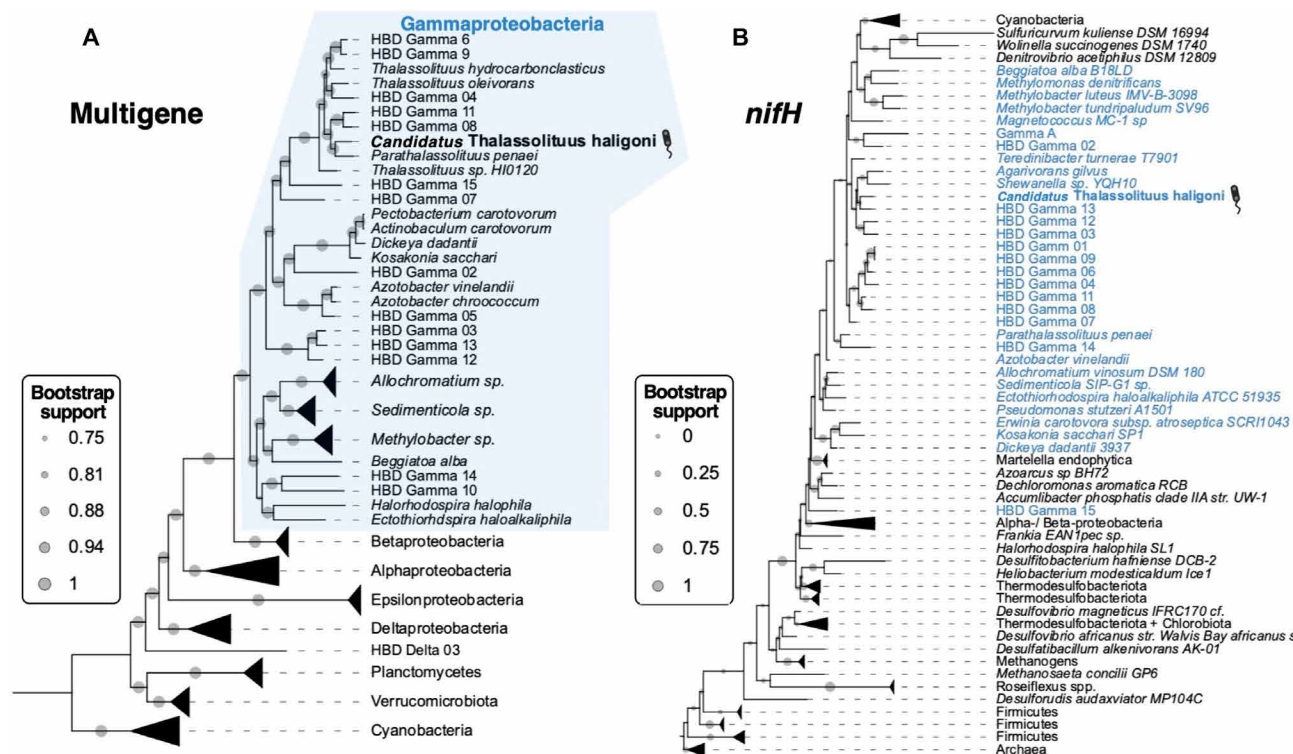 A
Multigene
Gammaproteobacteria
HBD Gamma 6
HBD Gamma 9
Thalassolituus hydrocarbonclasticus
Thalassolituus oleivorans
HBD Gamma 04
HBD Gamma 11
HBD Gamma 08
Candidatus Thalassolituus haligoni
Parathalassolituus penaei
Thalassolituus sp. HI0120
HBD Gamma 15
HBD Gamma 07
Pectobacterium carotovorum
Actinobaculum carotovorum
Dickeya dadantii
Kosakonia sacchari
HBD Gamma 02
Azotobacter vinelandii
Azotobacter chroococcum
HBD Gamma 05
HBD Gamma 03
HBD Gamma 13
HBD Gamma 12
Allochromatium sp.
Sedimenticola sp.
Methylobacter sp.
Beggiatoa alba
HBD Gamma 14
HBD Gamma 10
Halorhodospira halophila
Ectothiorhdspira haloalkaliphila
Betaproteobacteria
Alphaproteobacteria
Epsilonproteobacteria
Deltaproteobacteria
HBD Delta 03
Planctomycetes
Verrucomicrobiota
Cyanobacteria
Bootstrap
support
0.75
0.81
0.88
0.94
1
B
nifH
Cyanobacteria
Sulfuricurvum kuliense DSM 16994
Wolinella succinogenes DSM 1740
Denitrovibrio acetiphilus DSM 12809
Beggiatoa alba B18LD
Methylomonas denitrificans
Methylobacter luteus IMV-B-3098
Methylobacter tundripaludum SV96
Magnetococcus MC-1 sp
Gamma A
HBD Gamma 02
Teredinibacter turnerae T7901
Agarivorans gilvus
Shewanella sp. YQH10
Candidatus Thalassolituus haligoni
HBD Gamma 13
HBD Gamma 12
HBD Gamma 03
HBD Gamm 01
HBD Gamma 09
HBD Gamma 06
HBD Gamma 04
HBD Gamma 11
HBD Gamma 08
HBD Gamma 07
Parathalassolituus penaei
HBD Gamma 14
Azotobacter vinelandii
Allochromatium vinosum DSM 180
Sedimenticola SIP-G1 sp.
Ectothiorhodospira haloalkaliphila ATCC 51935
Pseudomonas stutzeri A1501
Erwinia carotovora subsp. atroseptica SCRI1043
Kosakonia sacchari SP1
Dickeya dadantii 3937
Martelella endophytica
Azoarcus sp BH72
Dechloromonas aromatica RCB
Accumlibacter phosphatis clade IIA str. UW-1
HBD Gamma 15
Alpha-/ Beta-proteobacteria
Frankia EAN1pec sp.
Halorhodospira halophila SL1
Desulfitobacterium hafniense DCB-2
Heliobacterium modesticaldum Ice1
Thermodesulfobacteriota
Thermodesulfobacteriota
Desulfovibrio magneticus IFRC170 cf.
Thermodesulfobacteriota + Chlorobiota
Desulfovibrio africanus str. Walvis Bay africanus s
Desulfatibacillum alkenivorans AK-01
Methanogens
Methanosaeta concilii GP6
Roseiflexus spp.
Desulforudis audaxviator MP104C
Firmicutes
Firmicutes
Firmicutes
Archaea
Bootstrap
support
0
0.25
0.5
0.75
1